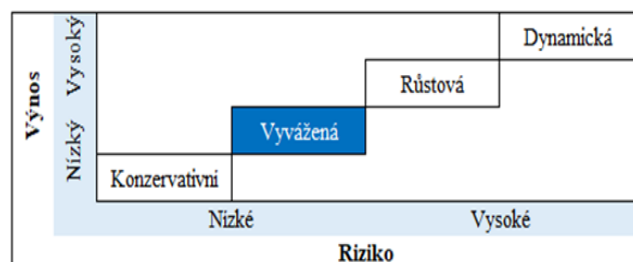 Výnos
Vysoký
Nízký
Dynamická
Růstová
Vyvážená
Konzervativní
Nízké
Vysoké
Riziko